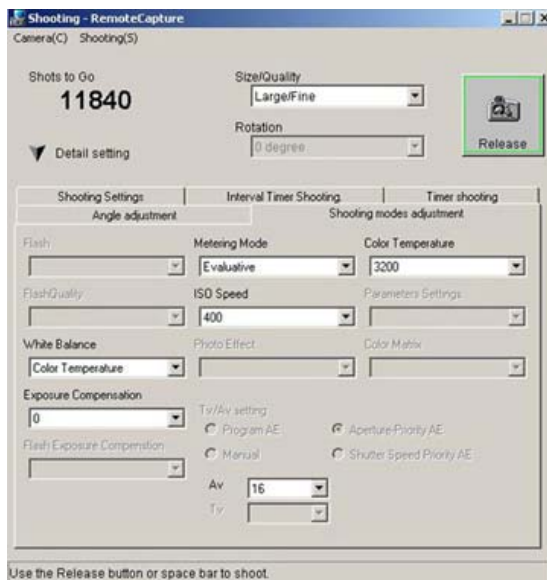 Shooting - RemoteCapture
Camera(C) Shooting(S)
Shots to Go
11840
Size/Quality
Large/Fine
Rotation
0 degree
Release
Detail setting
Shooting Settings
Interval Timer Shooting
Timer shooting
Angle adjustment
Shooting modes adjustment
Flash
Metering Mode
Evaluative
Color Temperature
3200
FlashQuality
ISO Speed
400
Parameters Settings
White Balance
Color Temperature
Photo Effect
Color Matrix
Exposure Compensation
0
Tv/Av setting
Program AE
Aperture-Priority AE
Flash Exposure Compenstion
Manual
Shutter Speed Priority AE
Av
16
Tv
Use the Release button or space bar to shoot.